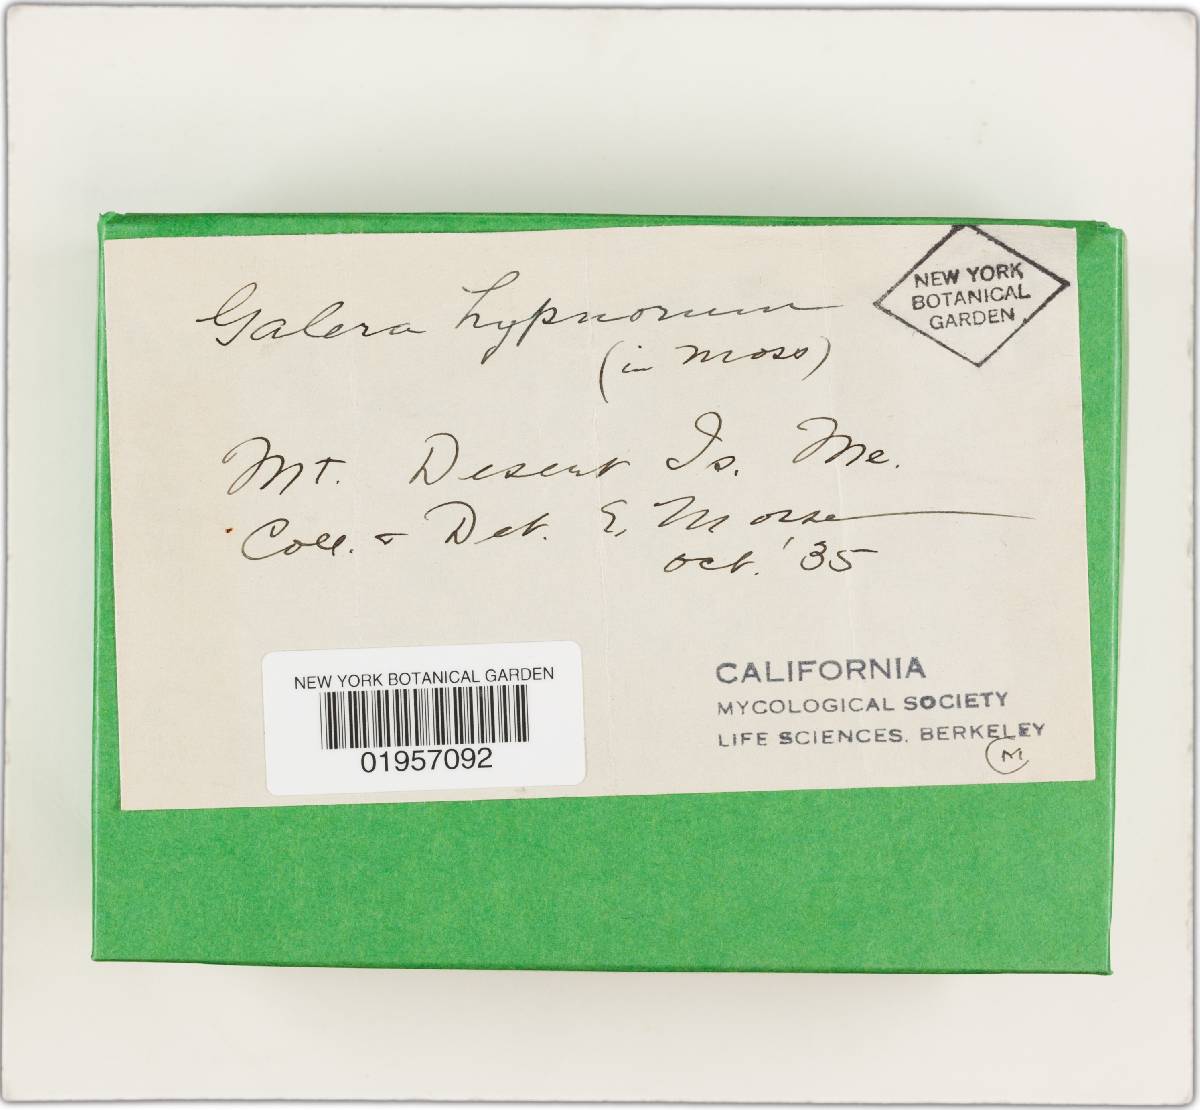 Galera hypnorum
(in moss)
NEW YORK
BOTANICAL
GARDEN
Mt. Desert Is. Me.
Coll. & Det. E. Morse
Oct. '35
NEW YORK BOTANICAL GARDEN
01957092
CALIFORNIA
MYCOLOGICAL SOCIETY
LIFE SCIENCES. BERKELEY
M